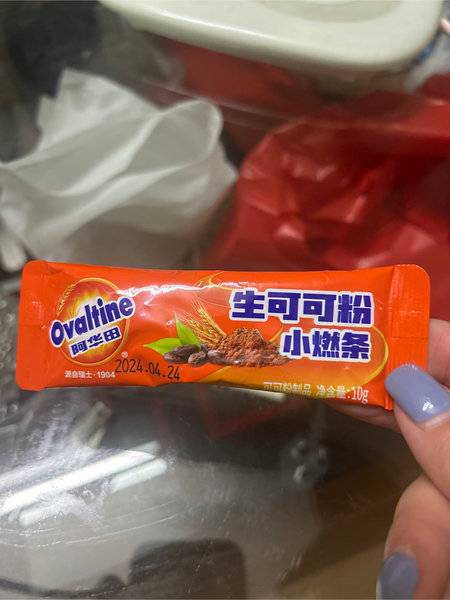 Ovaltine
阿华田
®
源自瑞士·1904
2024.04.24
生可可粉
小燃条
可可粉制品 净含量:10g